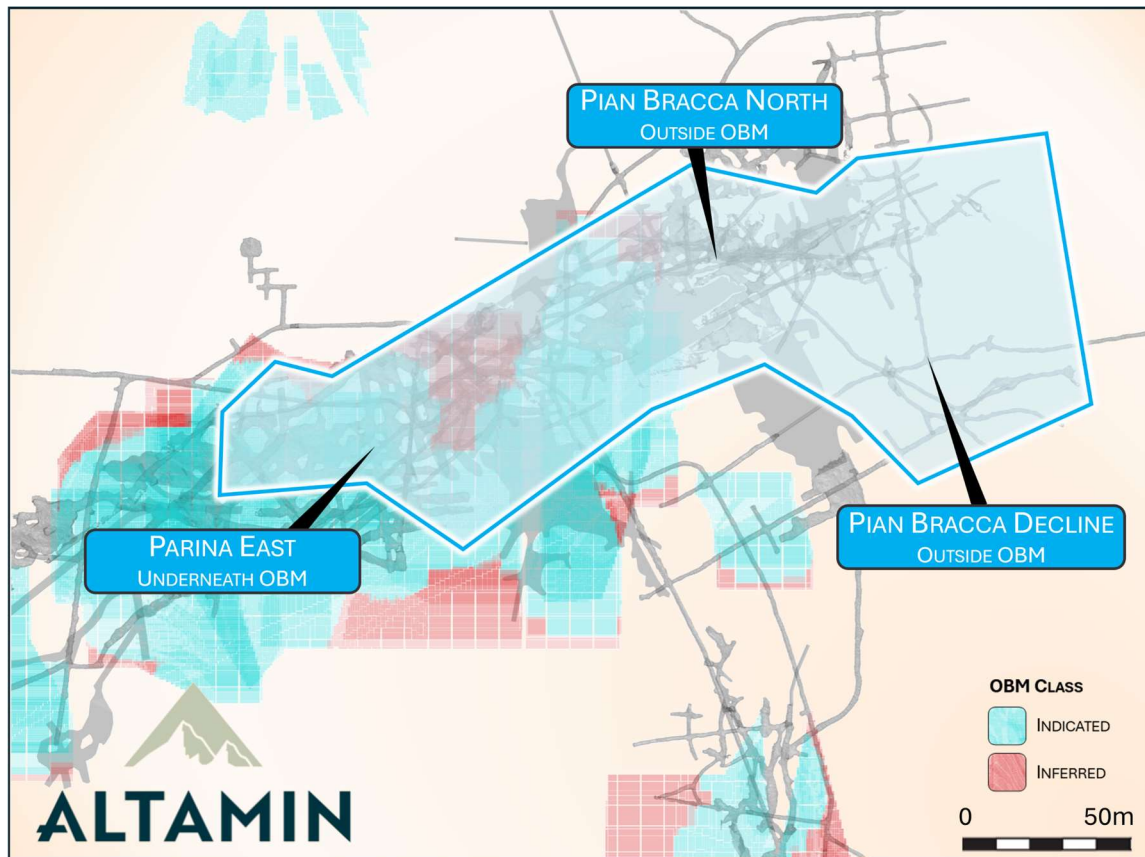 PIAN BRACCA NORTH
OUTSIDE OBM
PARINA EAST
UNDERNEATH OBM
PIAN BRACCA DECLINE
OUTSIDE OBM
OBM CLASS
INDICATED
INFERRED
0 50m
ALTAMIN